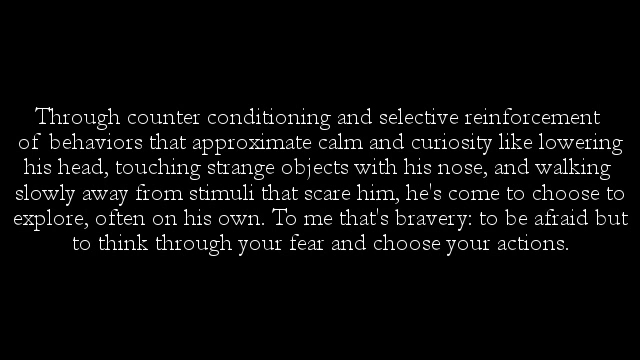 Through counter conditioning and selective reinforcement
of behaviors that approximate calm and curiosity like lowering
his head, touching strange objects with his nose, and walking
slowly away from stimuli that scare him, he's come to choose to
explore, often on his own. To me that's bravery: to be afraid but
to think through your fear and choose your actions.